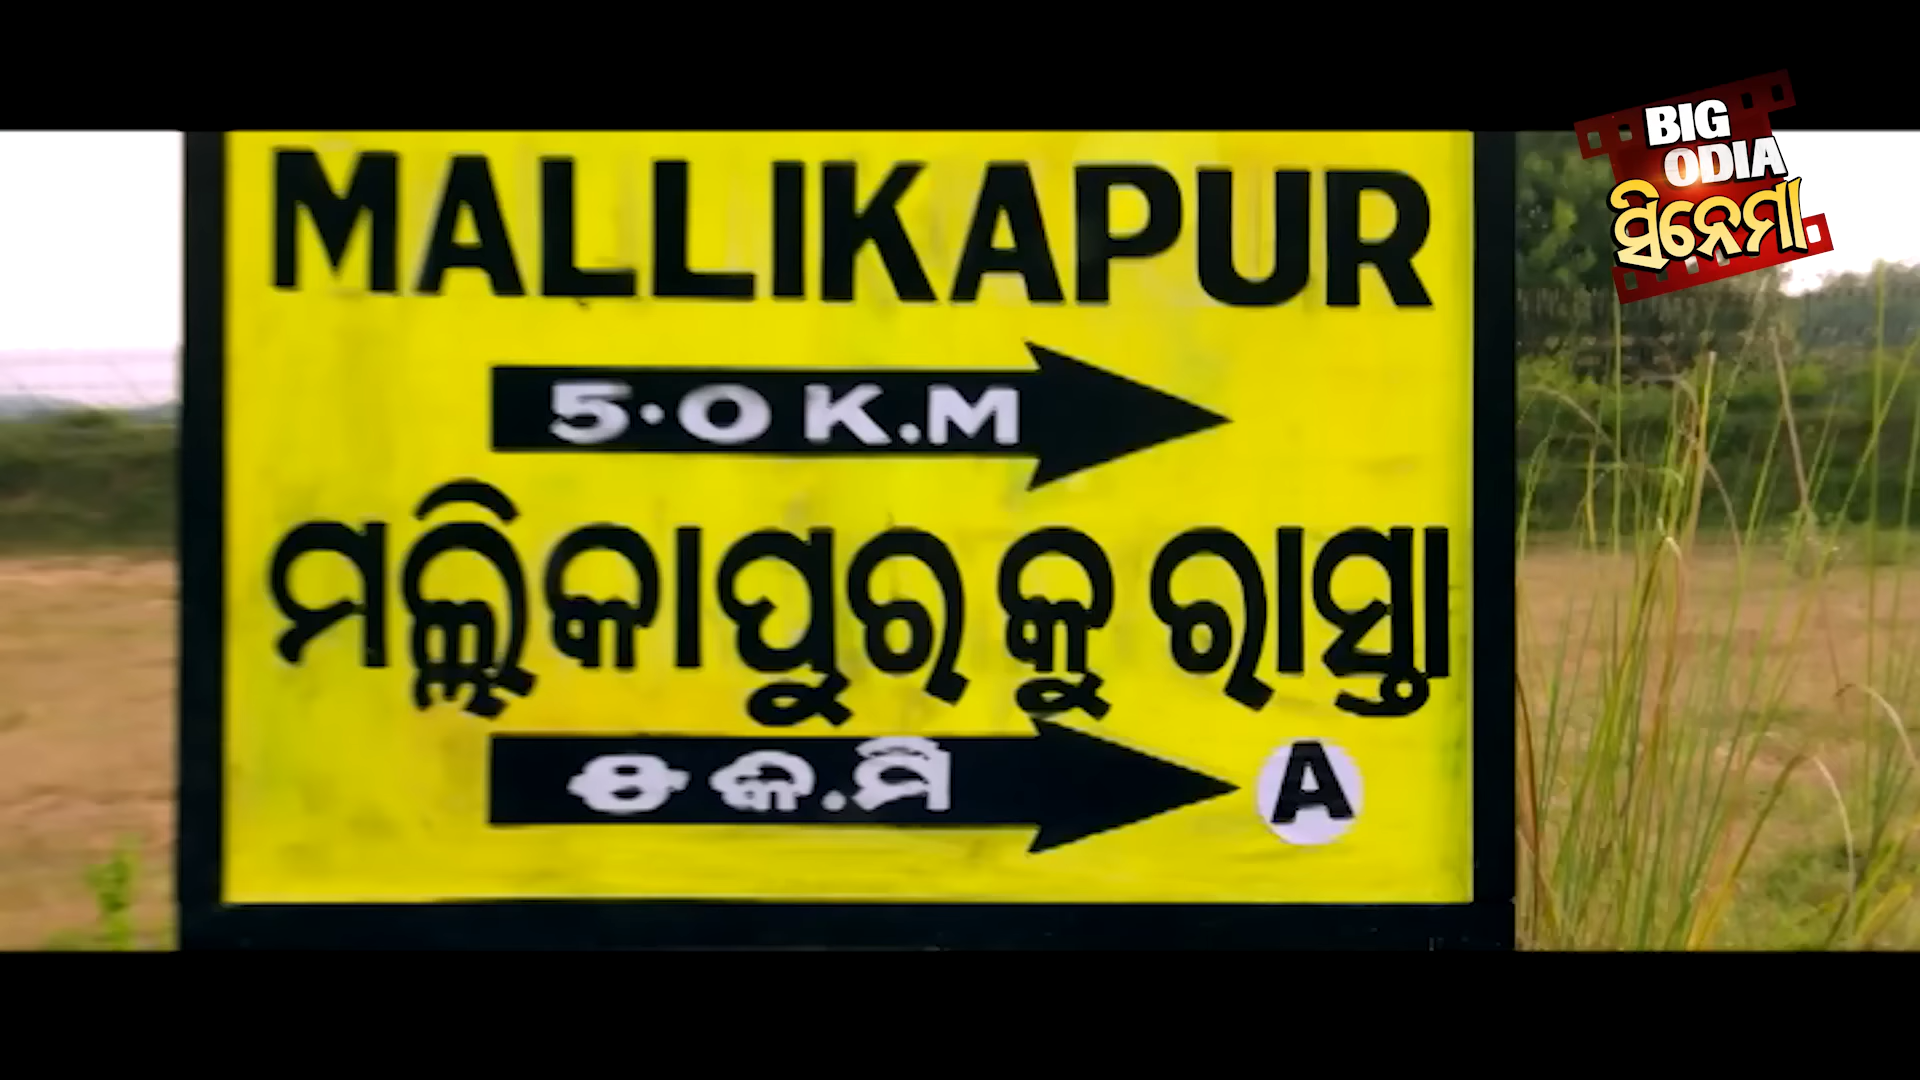 MALLIKAPUR
5.0 K.M
ମଲ୍ଲିକାପୁର କୁ ରାସ୍ତା
୫ କି.ମି
A
BIG
ODIA
ସିନେମା